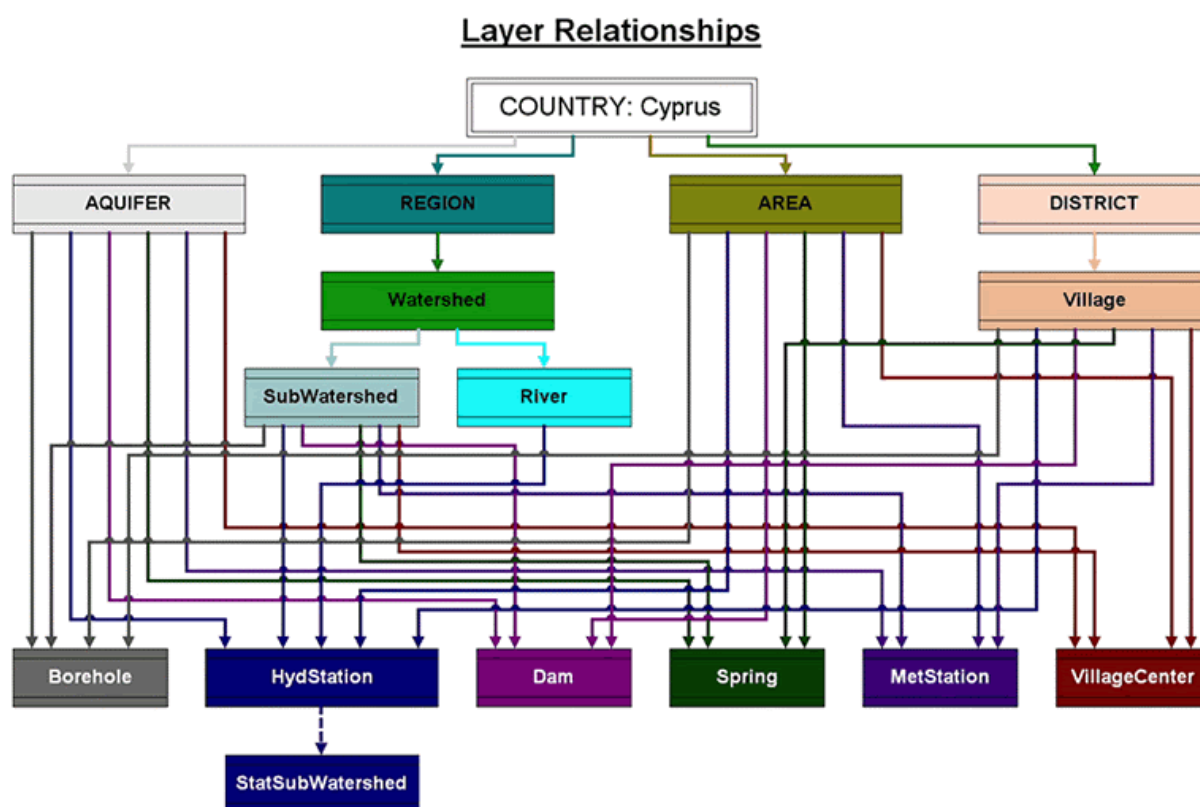 Layer Relationships
COUNTRY: Cyprus
AQUIFER
REGION
AREA
DISTRICT
Watershed
Village
SubWatershed
River
Borehole
HydStation
Dam
Spring
MetStation
VillageCenter
StatSubWatershed